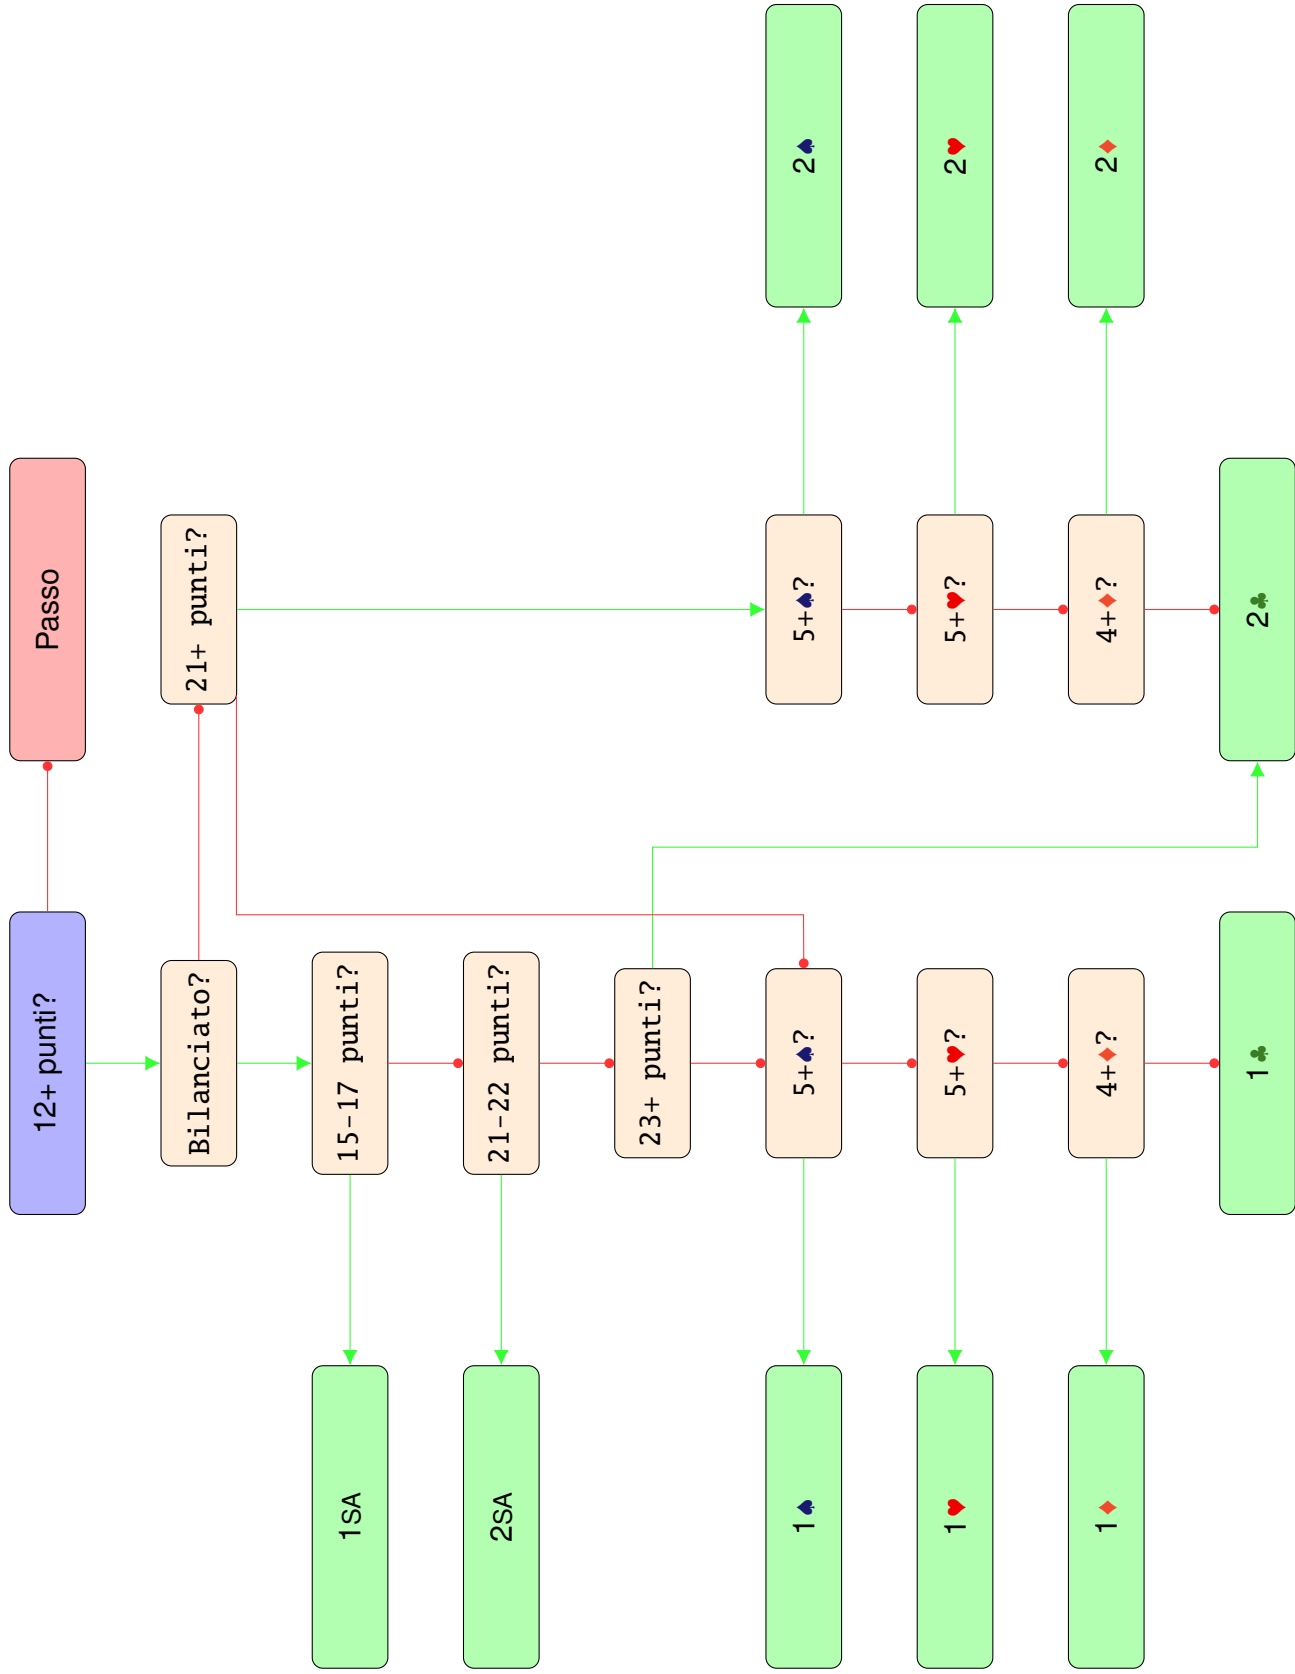 12+ punti?
Passo
Bilanciato?
21+ punti?
15-17 punti?
1SA
21-22 punti?
2SA
23+ punti?
5+♠?
1♠
5+♠?
2♠
5+♥?
1♥
5+♥?
2♥
4+♦?
1♦
4+♦?
2♦
1♣
2♣